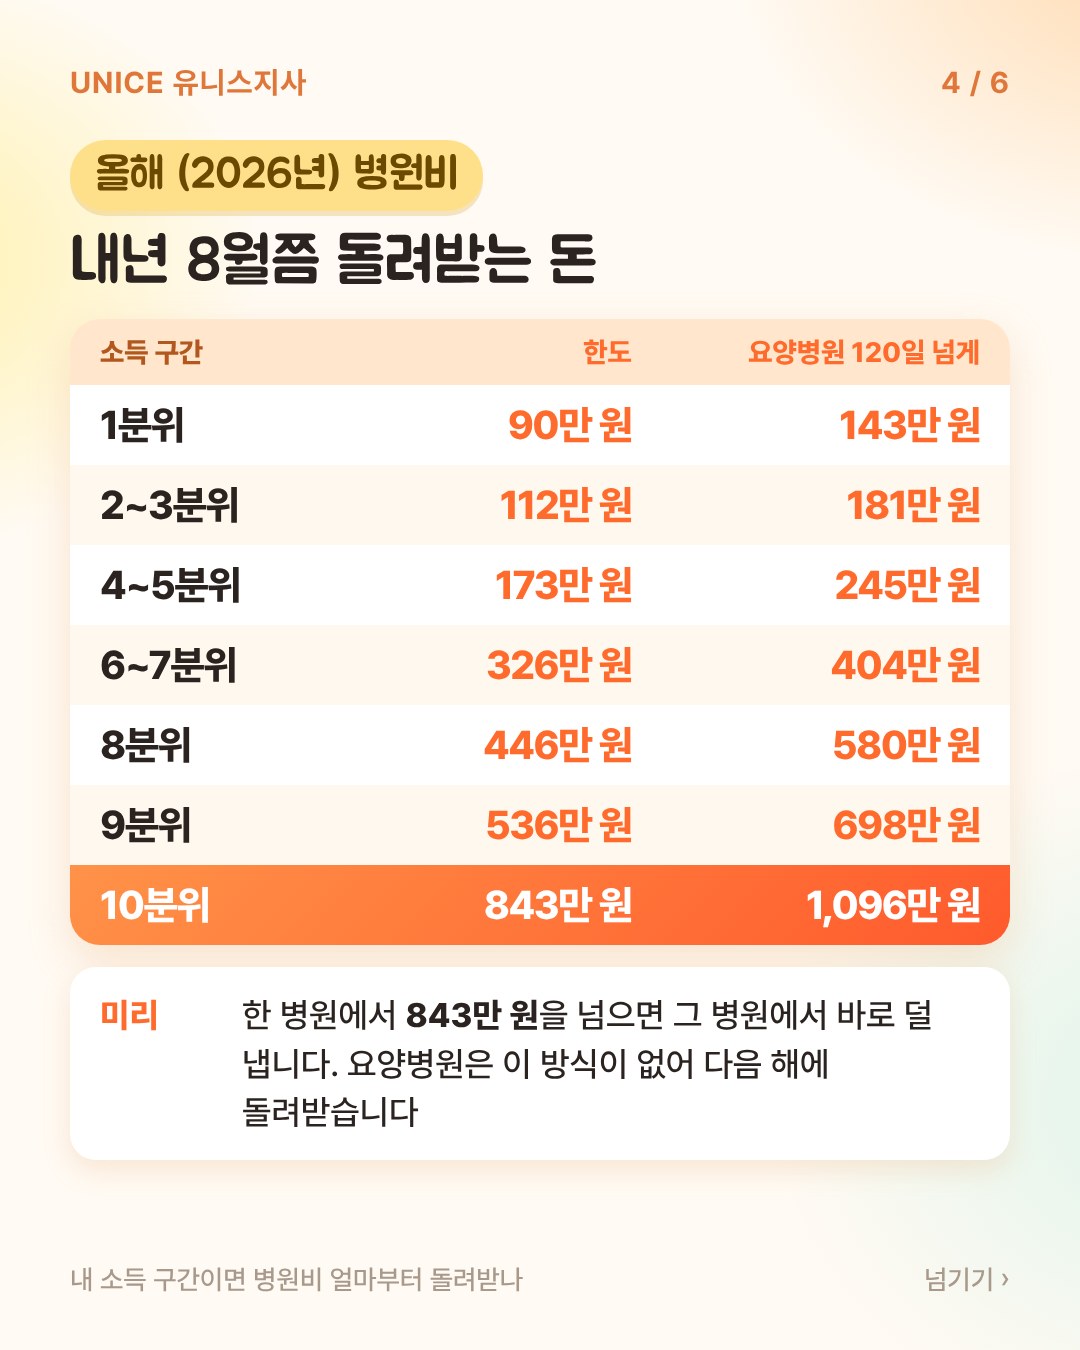 UNICE 유니스지사
4 / 6
올해 (2026년) 병원비
내년 8월쯤 돌려받는 돈
소득 구간 한도 요양병원 120일 넘게
1분위 90만 원 143만 원
2~3분위 112만 원 181만 원
4~5분위 173만 원 245만 원
6~7분위 326만 원 404만 원
8분위 446만 원 580만 원
9분위 536만 원 698만 원
10분위 843만 원 1,096만 원
미리 한 병원에서 843만 원을 넘으면 그 병원에서 바로 덜
냅니다. 요양병원은 이 방식이 없어 다음 해에
돌려받습니다
내 소득 구간이면 병원비 얼마부터 돌려받나
넘기기 ›